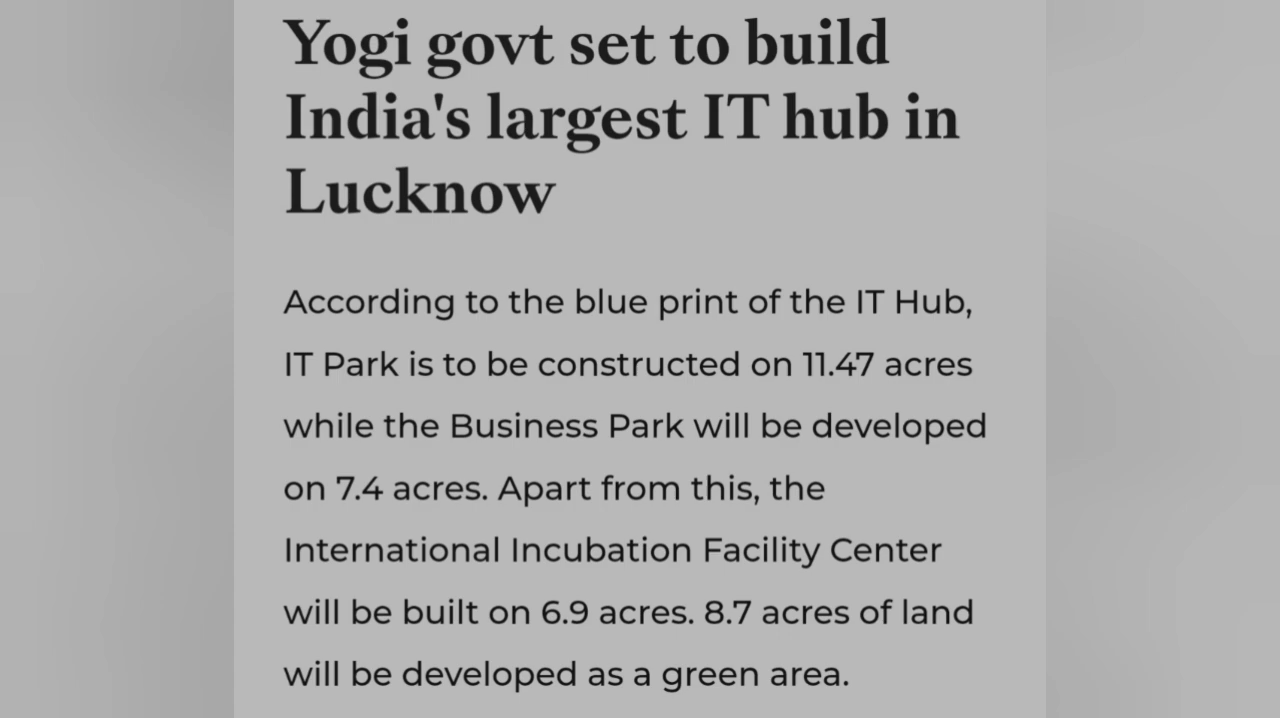 Yogi govt set to build
India's largest IT hub in
Lucknow
According to the blue print of the IT Hub,
IT Park is to be constructed on 11.47 acres
while the Business Park will be developed
on 7.4 acres. Apart from this, the
International Incubation Facility Center
will be built on 6.9 acres. 8.7 acres of land
will be developed as a green area.